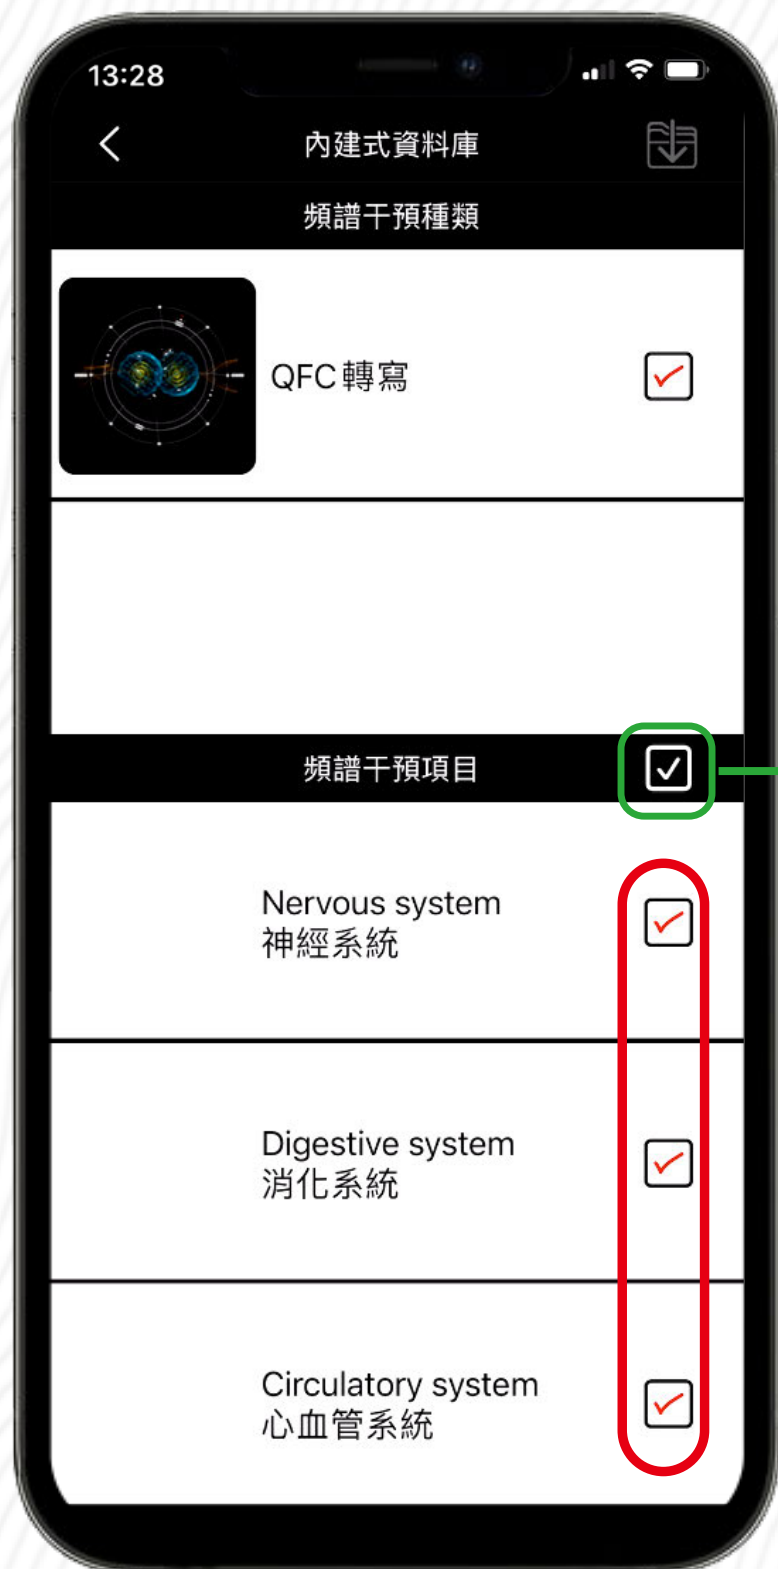 13:28
內建式資料庫
頻譜干預種類
QFC轉寫
頻譜干預項目
Nervous system
神經系統
Digestive system
消化系統
Circulatory system
心血管系統